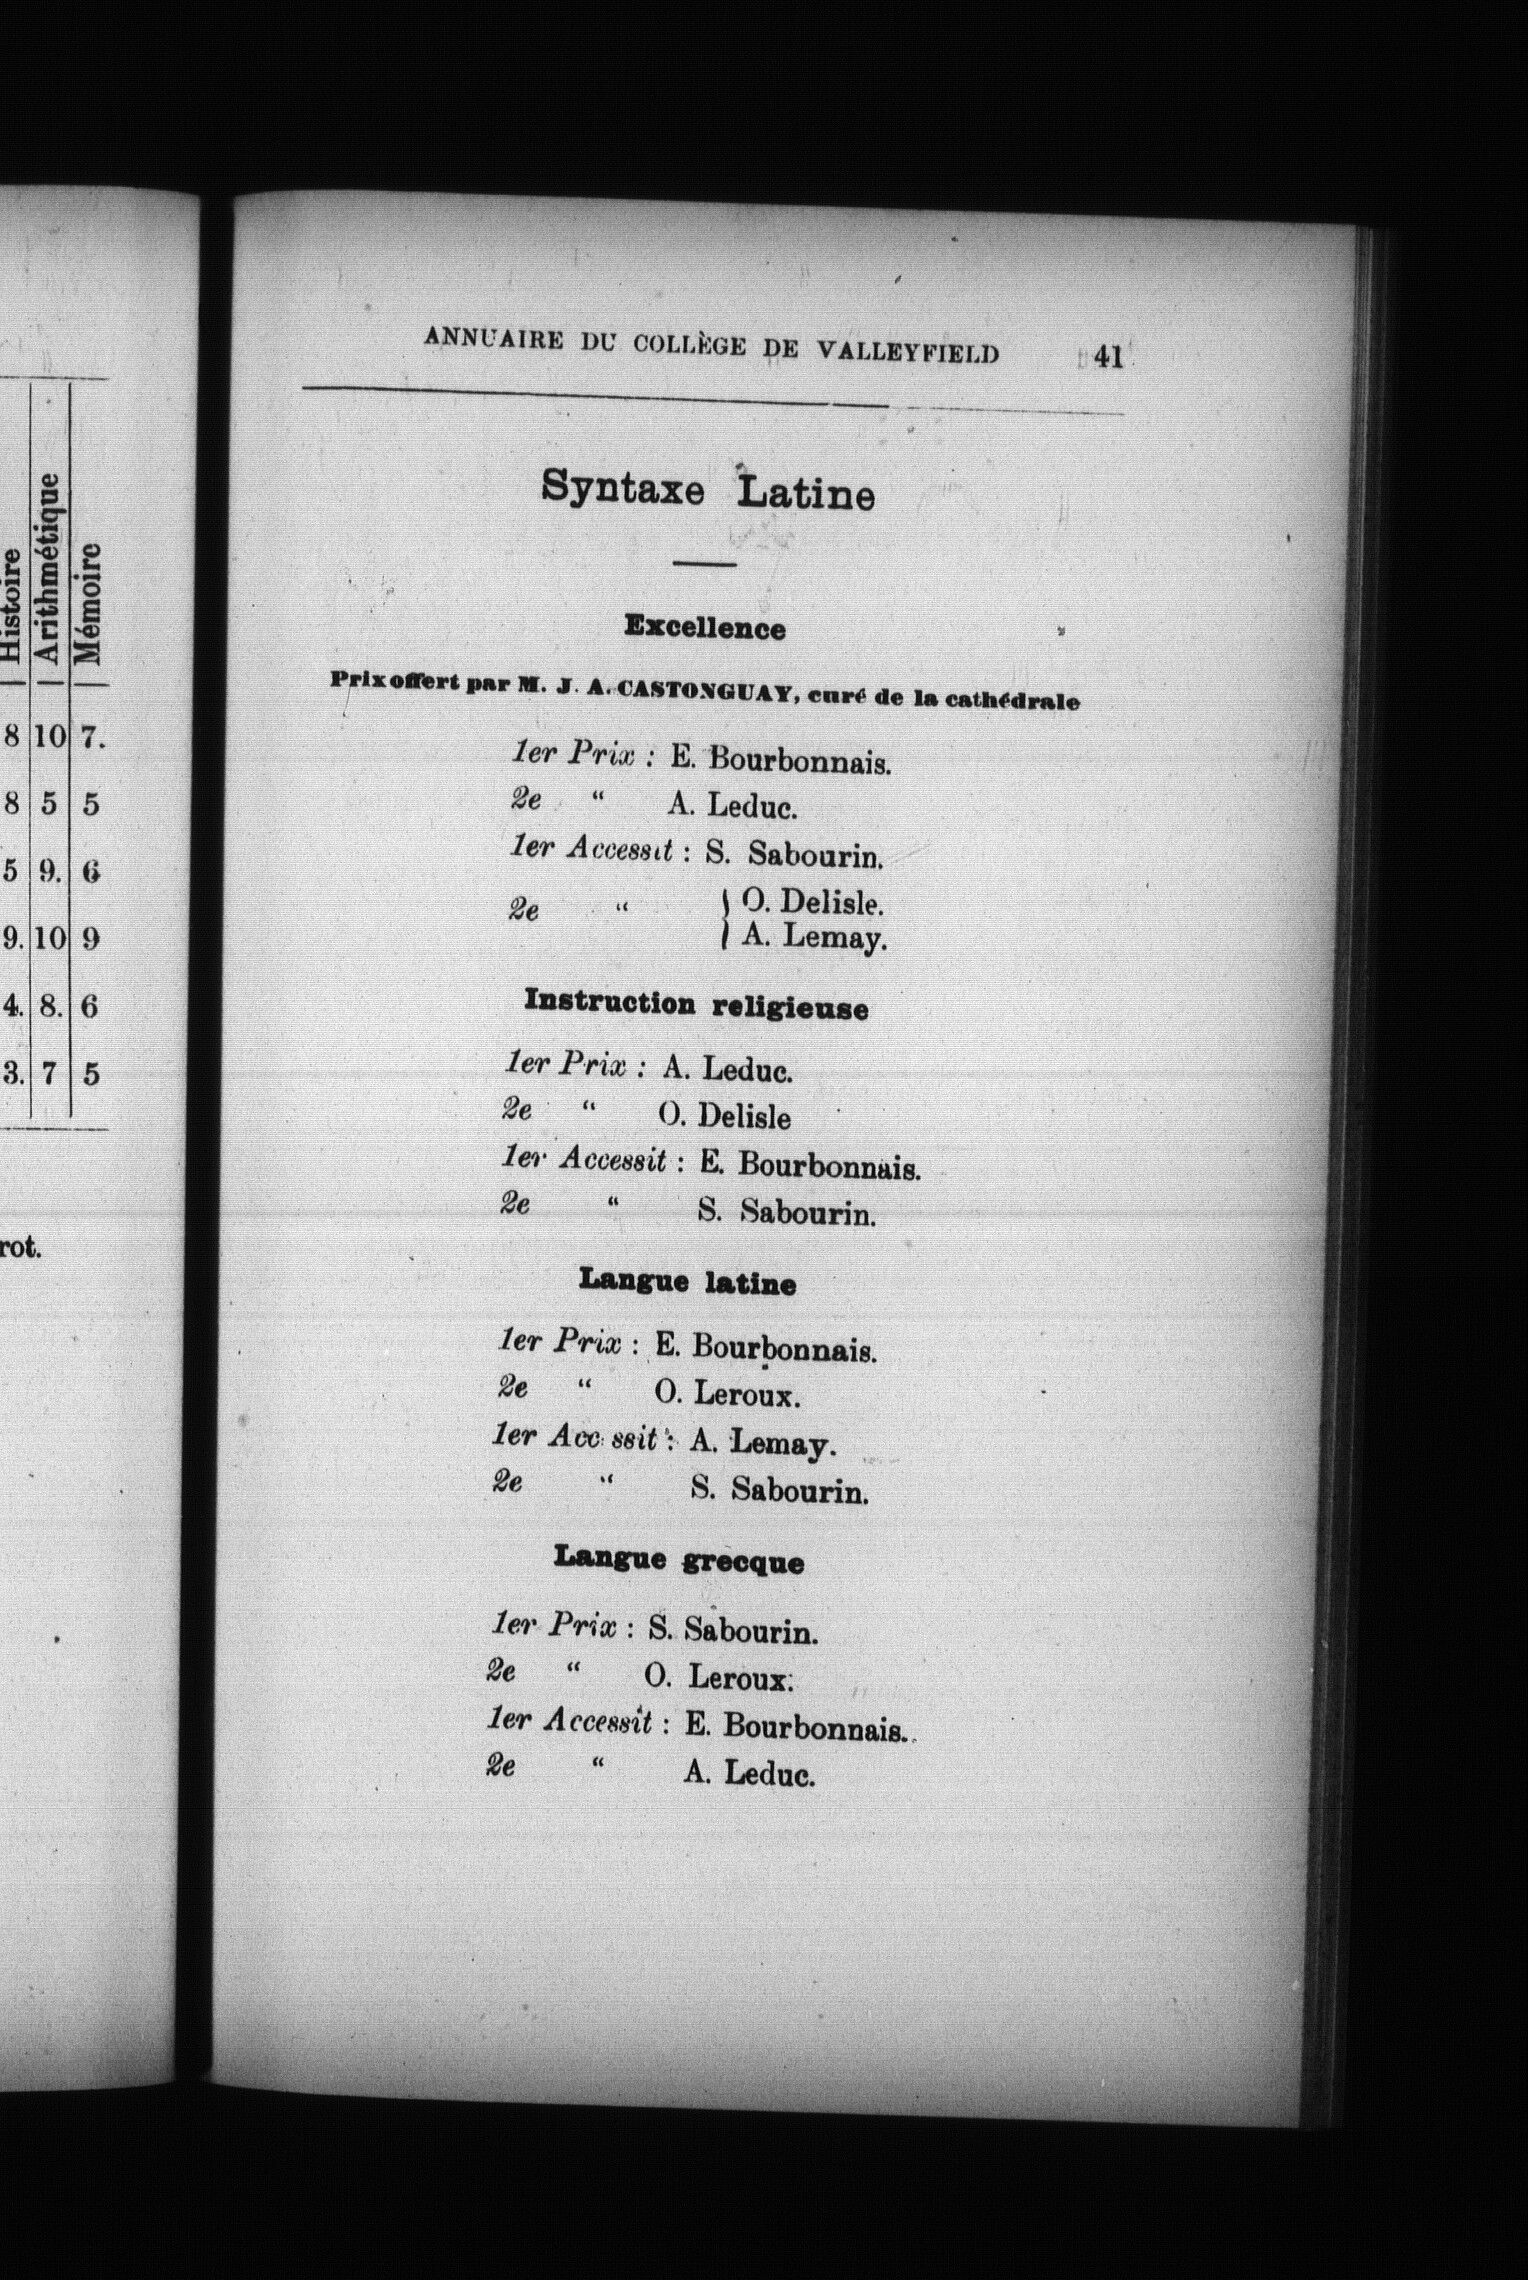 Histoire
Arithmétique
Mémoire
8 10 7.
8 5 5
5 9. 6
9. 10 9
4. 8. 6
3. 7 5
rot.
ANNUAIRE DU COLLÈGE DE VALLEYFIELD 41
Syntaxe Latine
Excellence
Prix offert par M. J. A. CASTONGUAY, curé de la cathédrale
1er Prix : E. Bourbonnais.
2e “ A. Leduc.
1er Accessit : S. Sabourin.
2e “ } O. Delisle.
} A. Lemay.
Instruction religieuse
1er Prix : A. Leduc.
2e “ O. Delisle
1er Accessit : E. Bourbonnais.
2e “ S. Sabourin.
Langue latine
1er Prix : E. Bourbonnais.
2e “ O. Leroux.
1er Acc ssit : A. Lemay.
2e “ S. Sabourin.
Langue grecque
1er Prix : S. Sabourin.
2e “ O. Leroux.
1er Accessit : E. Bourbonnais.
2e “ A. Leduc.